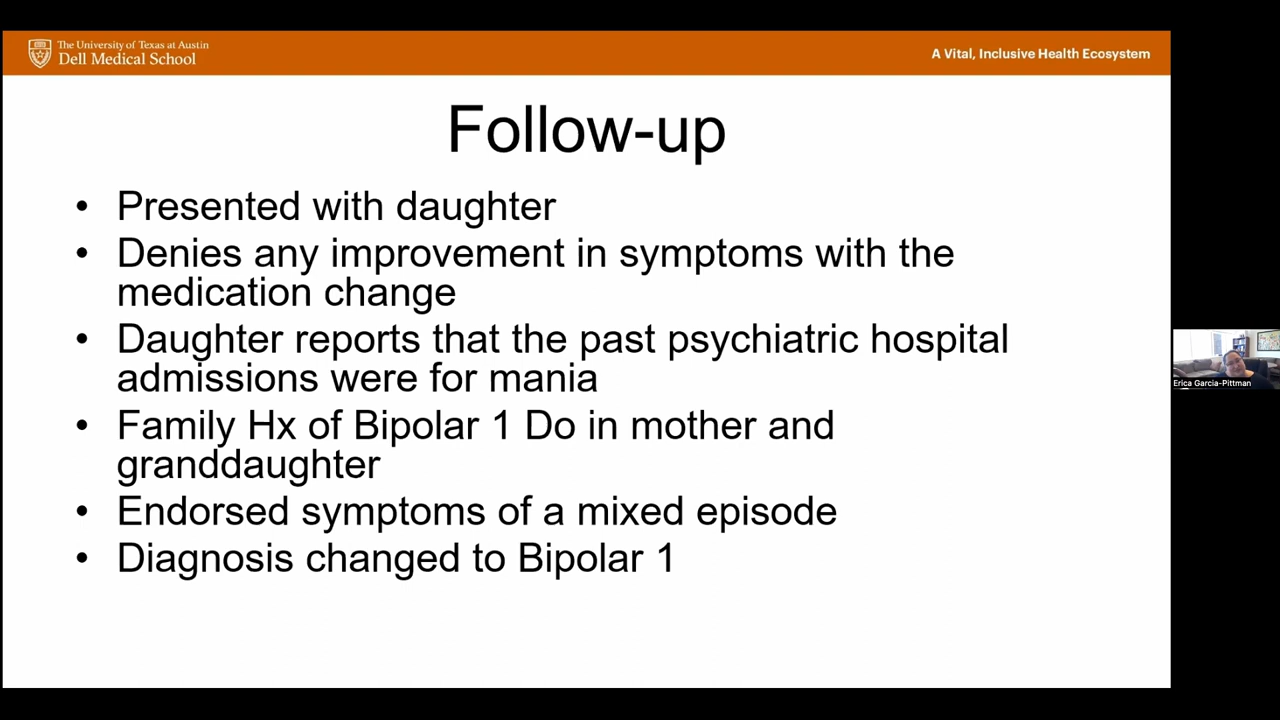 The University of Texas at Austin
Dell Medical School
A Vital, Inclusive Health Ecosystem
Follow-up
• Presented with daughter
• Denies any improvement in symptoms with the
medication change
• Daughter reports that the past psychiatric hospital
admissions were for mania
• Family Hx of Bipolar 1 Do in mother and
granddaughter
• Endorsed symptoms of a mixed episode
• Diagnosis changed to Bipolar 1
Erica Garcia-Pittman